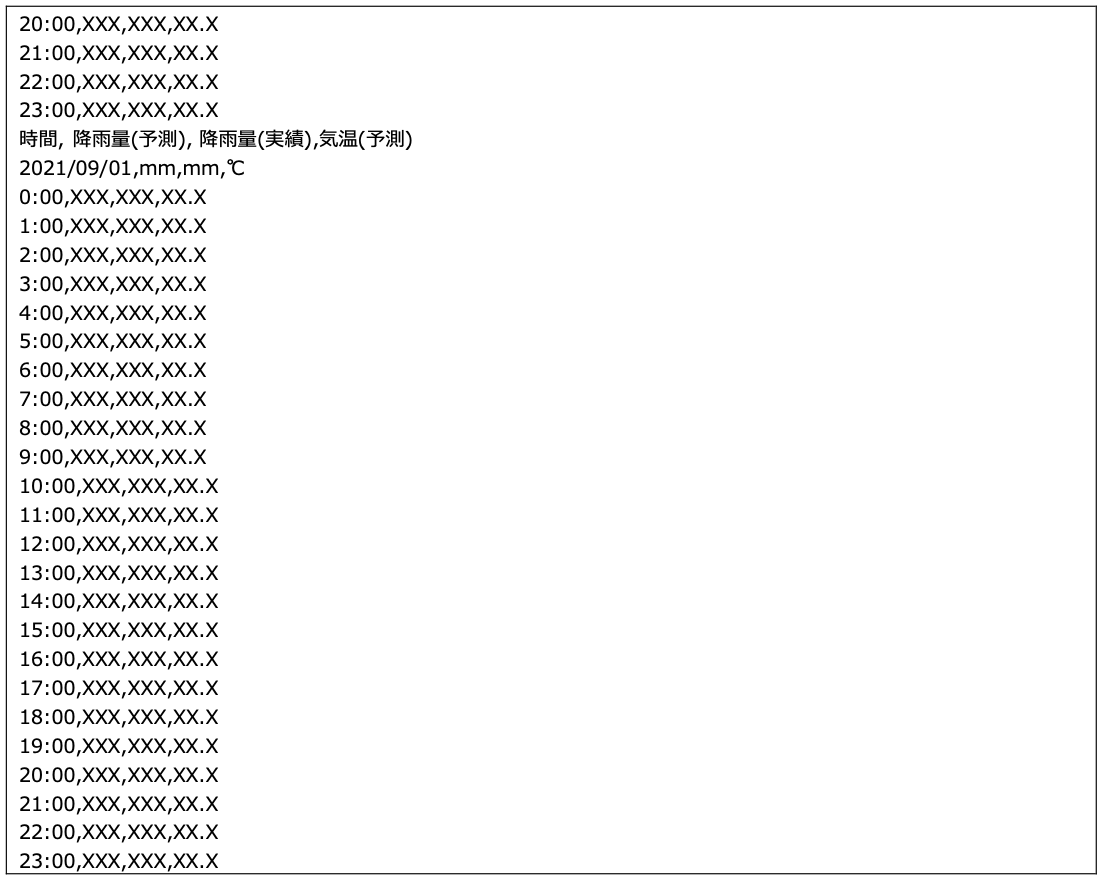 20:00,XXX,XXX,XX.X
21:00,XXX,XXX,XX.X
22:00,XXX,XXX,XX.X
23:00,XXX,XXX,XX.X
時間, 降雨量(予測), 降雨量(実績),気温(予測)
2021/09/01,mm,mm,℃
0:00,XXX,XXX,XX.X
1:00,XXX,XXX,XX.X
2:00,XXX,XXX,XX.X
3:00,XXX,XXX,XX.X
4:00,XXX,XXX,XX.X
5:00,XXX,XXX,XX.X
6:00,XXX,XXX,XX.X
7:00,XXX,XXX,XX.X
8:00,XXX,XXX,XX.X
9:00,XXX,XXX,XX.X
10:00,XXX,XXX,XX.X
11:00,XXX,XXX,XX.X
12:00,XXX,XXX,XX.X
13:00,XXX,XXX,XX.X
14:00,XXX,XXX,XX.X
15:00,XXX,XXX,XX.X
16:00,XXX,XXX,XX.X
17:00,XXX,XXX,XX.X
18:00,XXX,XXX,XX.X
19:00,XXX,XXX,XX.X
20:00,XXX,XXX,XX.X
21:00,XXX,XXX,XX.X
22:00,XXX,XXX,XX.X
23:00,XXX,XXX,XX.X